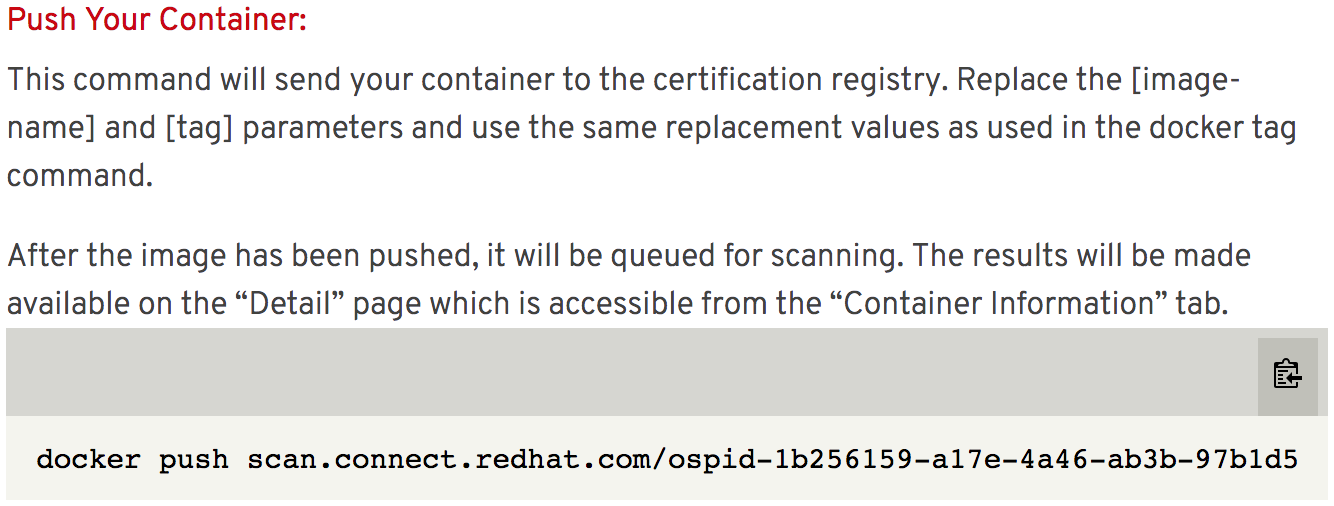 Push Your Container:
This command will send your container to the certification registry. Replace the [image-
name] and [tag] parameters and use the same replacement values as used in the docker tag
command.
After the image has been pushed, it will be queued for scanning. The results will be made
available on the “Detail” page which is accessible from the “Container Information” tab.
docker push scan.connect.redhat.com/ospid-1b256159-a17e-4a46-ab3b-97b1d5